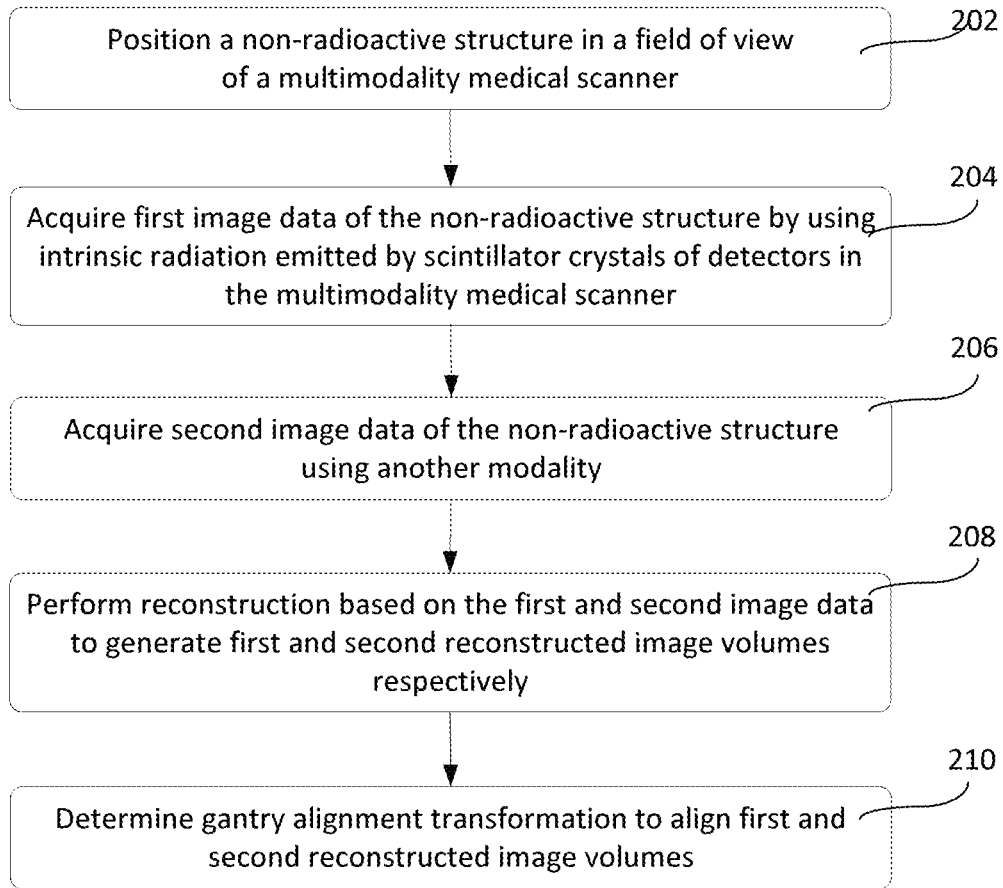 202
Position a non-radioactive structure in a field of view
of a multimodality medical scanner
204
Acquire first image data of the non-radioactive structure by using
intrinsic radiation emitted by scintillator crystals of detectors in
the multimodality medical scanner
206
Acquire second image data of the non-radioactive structure
using another modality
208
Perform reconstruction based on the first and second image data
to generate first and second reconstructed image volumes
respectively
210
Determine gantry alignment transformation to align first and
second reconstructed image volumes